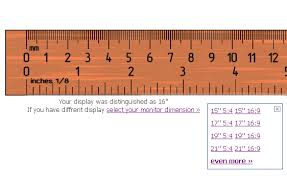 mm
0 1 2 3 4 5 6 7 8 9 10 11 12
0 1 2 3 4 5
inches, 1/8
Your display was distinguished as 16"
If you have diffrent display select your monitor dimension »
15" 5:4 15" 16:9
17" 5:4 17" 16:9
19" 5:4 19" 16:9
21" 5:4 21" 16:9
even more »